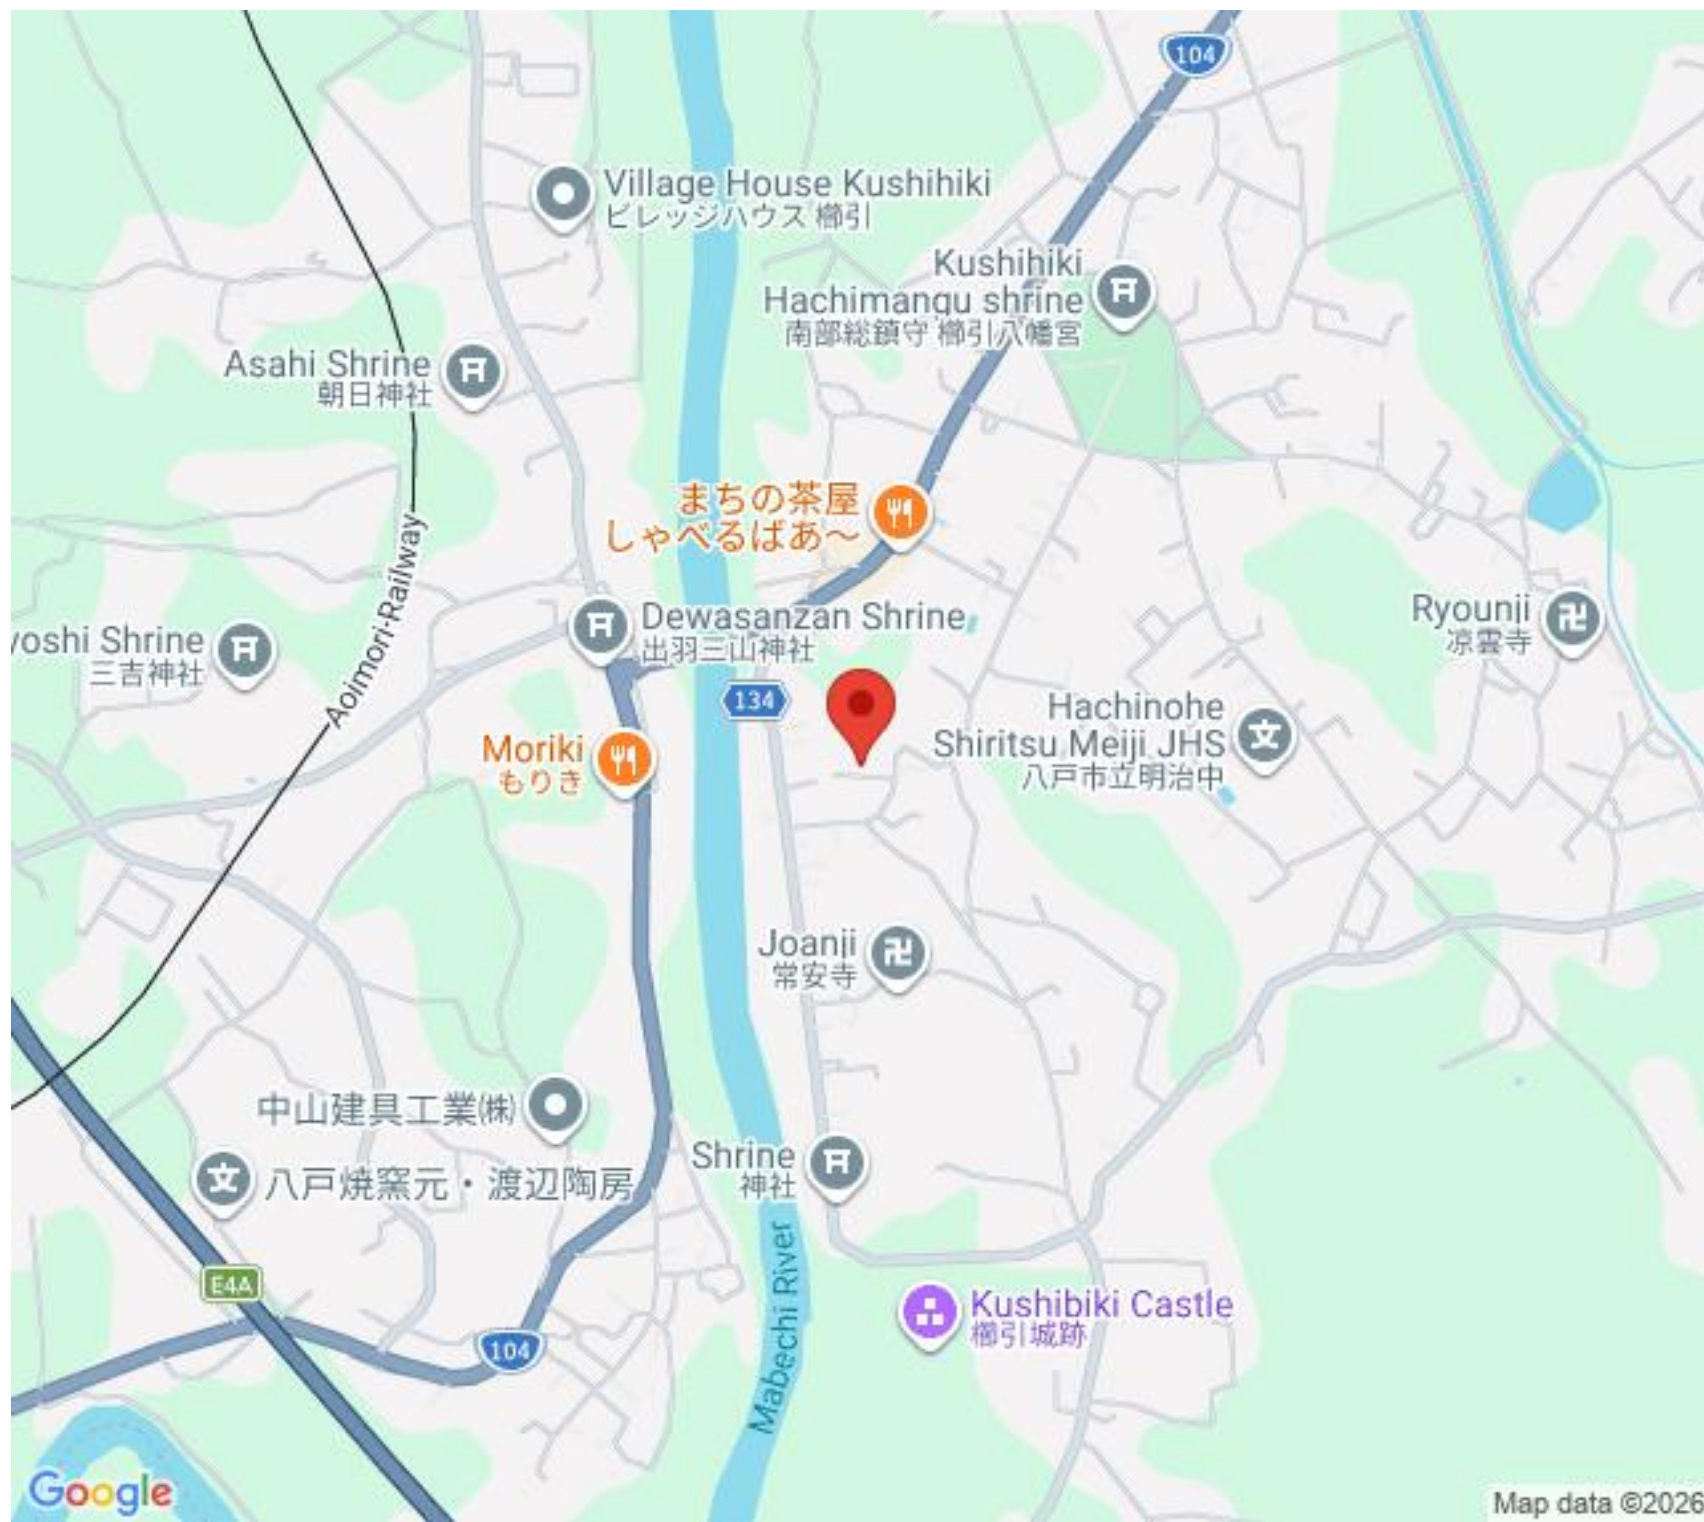 104
Village House Kushihiki
ビレッジハウス 櫛引
Kushihiki
Hachimangu shrine
南部総鎮守 櫛引八幡宮
Asahi Shrine
朝日神社
まちの茶屋
しゃべるばあ〜
Aoimori-Railway
Dewasanzan Shrine
出羽三山神社
Ryounji
凉雲寺
yoshi Shrine
三吉神社
134
Hachinohe
Shiritsu Meiji JHS
八戸市立明治中
文
Moriki
もりき
Joanji
常安寺
中山建具工業㈱
Shrine
神社
文
八戸焼窯元・渡辺陶房
Mabechi River
E4A
Kushibiki Castle
櫛引城跡
104
Google
Map data ©2026